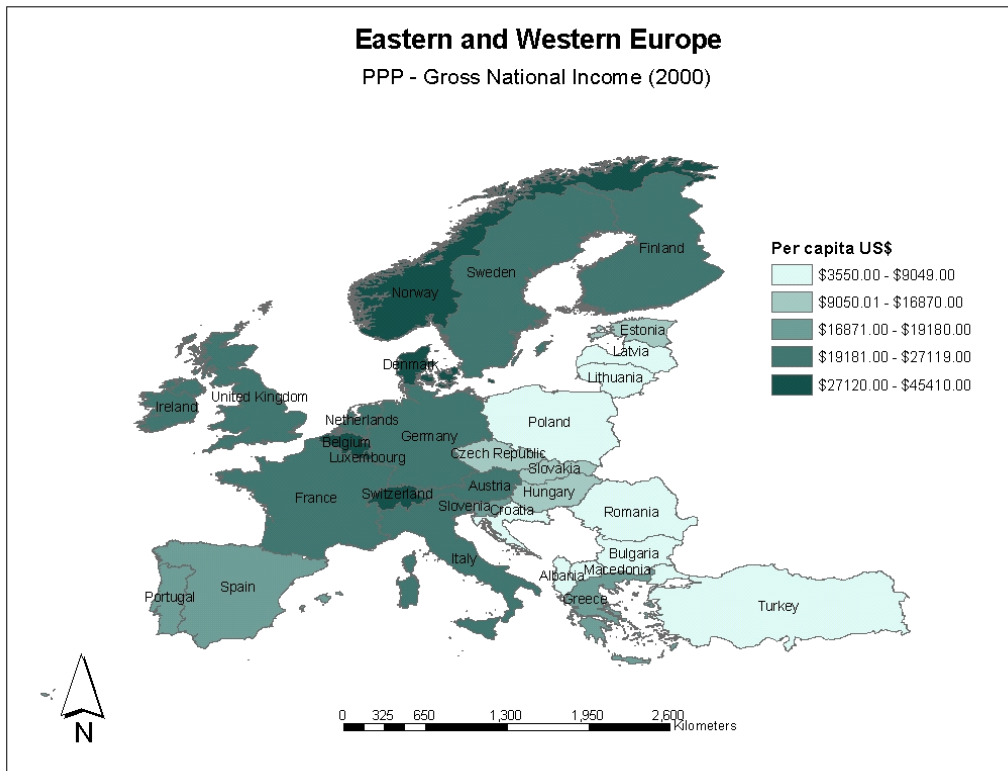 Eastern and Western Europe
PPP - Gross National Income (2000)
Finland
Sweden
Norway
Per capita US$
$3550.00 - $9049.00
$9050.01 - $16870.00
$16871.00 - $19180.00
$19181.00 - $27119.00
$27120.00 - $45410.00
Estonia
Latvia
Denmark
Lithuania
United Kingdom
Ireland
Netherlands
Poland
Germany
Belgium
Czech Republic
Luxembourg
Slovakia
Austria
Switzerland
Hungary
France
Slovenia
Croatia
Romania
Italy
Bulgaria
Macedonia
Albania
Spain
Portugal
Greece
Turkey
N
0 325 650 1,300 1,950 2,600
Kilometers